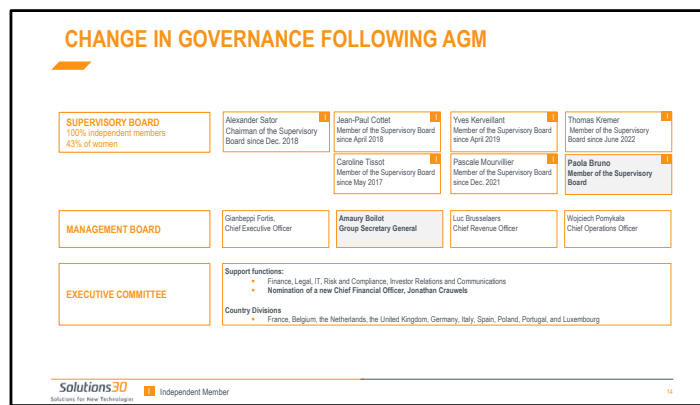 CHANGE IN GOVERNANCE FOLLOWING AGM
SUPERVISORY BOARD
100% independent members
43% of women
Alexander Sator
Chairman of the Supervisory
Board since Dec. 2018
I
Jean-Paul Cottet
Member of the Supervisory Board
since April 2018
I
Yves Kerveillant
Member of the Supervisory Board
since April 2019
I
Thomas Kremer
Member of the Supervisory
Board since June 2022
I
Caroline Tissot
Member of the Supervisory Board
since May 2017
I
Pascale Mourvillier
Member of the Supervisory Board
since Dec. 2021
I
Paola Bruno
Member of the Supervisory
Board
I
MANAGEMENT BOARD
Gianbeppi Fortis,
Chief Executive Officer
Amaury Boilot
Group Secretary General
Luc Brusselaers
Chief Revenue Officer
Wojciech Pomykała
Chief Operations Officer
EXECUTIVE COMMITTEE
Support functions:
Finance, Legal, IT, Risk and Compliance, Investor Relations and Communications
Nomination of a new Chief Financial Officer, Jonathan Crauwels
Country Divisions
France, Belgium, the Netherlands, the United Kingdom, Germany, Italy, Spain, Poland, Portugal, and Luxembourg
Solutions30
Solutions for New Technologies
I Independent Member
14